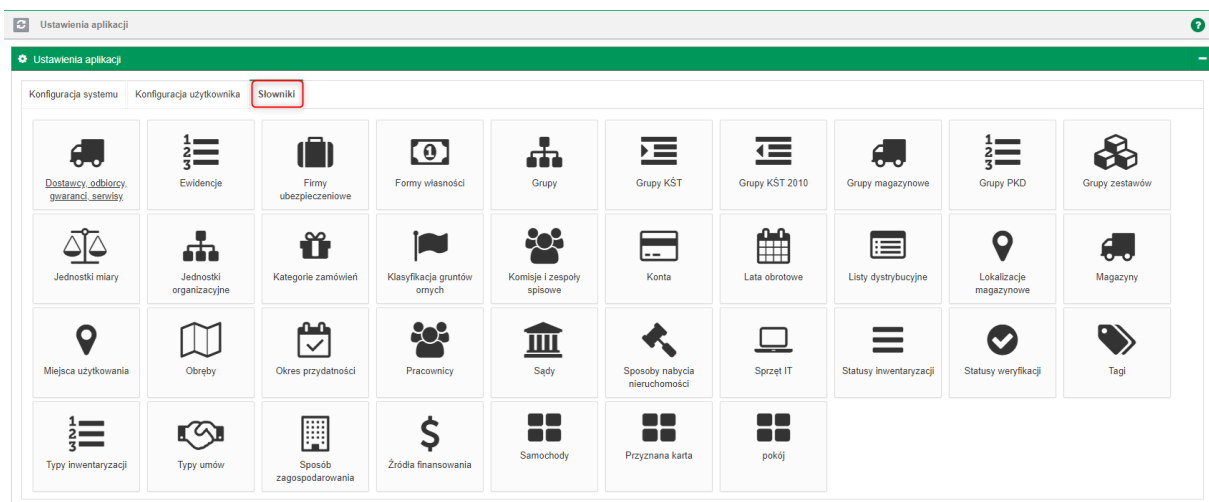 Ustawienia aplikacji
Ustawienia aplikacji
Konfiguracja systemu Konfiguracja użytkownika Słowniki
Dostawcy, odbiorcy,
gwaranci, serwisy
Ewidencje
Firmy
ubezpieczeniowe
Formy własności
Grupy
Grupy KŚT
Grupy KŚT 2010
Grupy magazynowe
Grupy PKD
Grupy zestawów
Jednostki miary
Jednostki
organizacyjne
Kategorie zamówień
Klasyfikacja gruntów
ornych
Komisje i zespoły
spisowe
Konta
Lata obrotowe
Listy dystrybucyjne
Lokalizacje
magazynowe
Magazyny
Miejsca użytkowania
Obręby
Okres przydatności
Pracownicy
Sądy
Sposoby nabycia
nieruchomości
Sprzęt IT
Statusy inwentaryzacji
Statusy weryfikacji
Tagi
Typy inwentaryzacji
Typy umów
Sposób
zagospodarowania
Źródła finansowania
Samochody
Przyznana karta
pokój